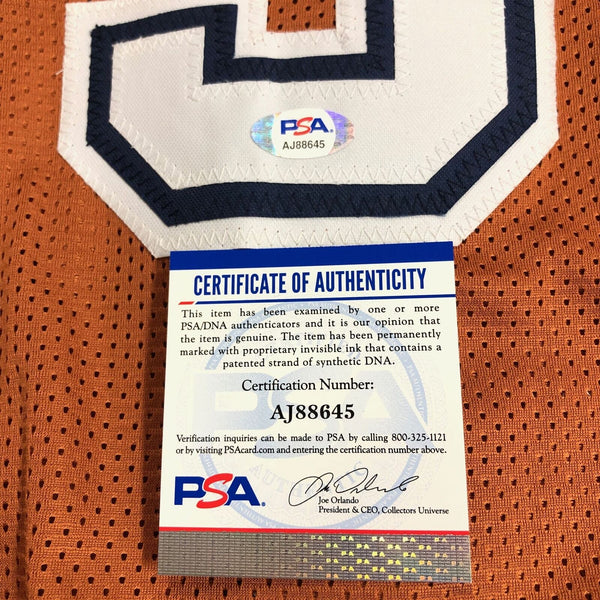 PSA
AJ88645
CERTIFICATE OF AUTHENTICITY
This item has been examined by one or more
PSA/DNA authenticators and it is our opinion that
the item is genuine. The item has been permanently
marked with proprietary invisible ink that contains a
patented strand of synthetic DNA.
Certification Number:
AJ88645
Verification inquiries can be made to PSA by calling 800-325-1121
or by visiting PSAcard.com and entering the certification number above.
PSA.
Joe Orlando
President & CEO, Collectors Universe